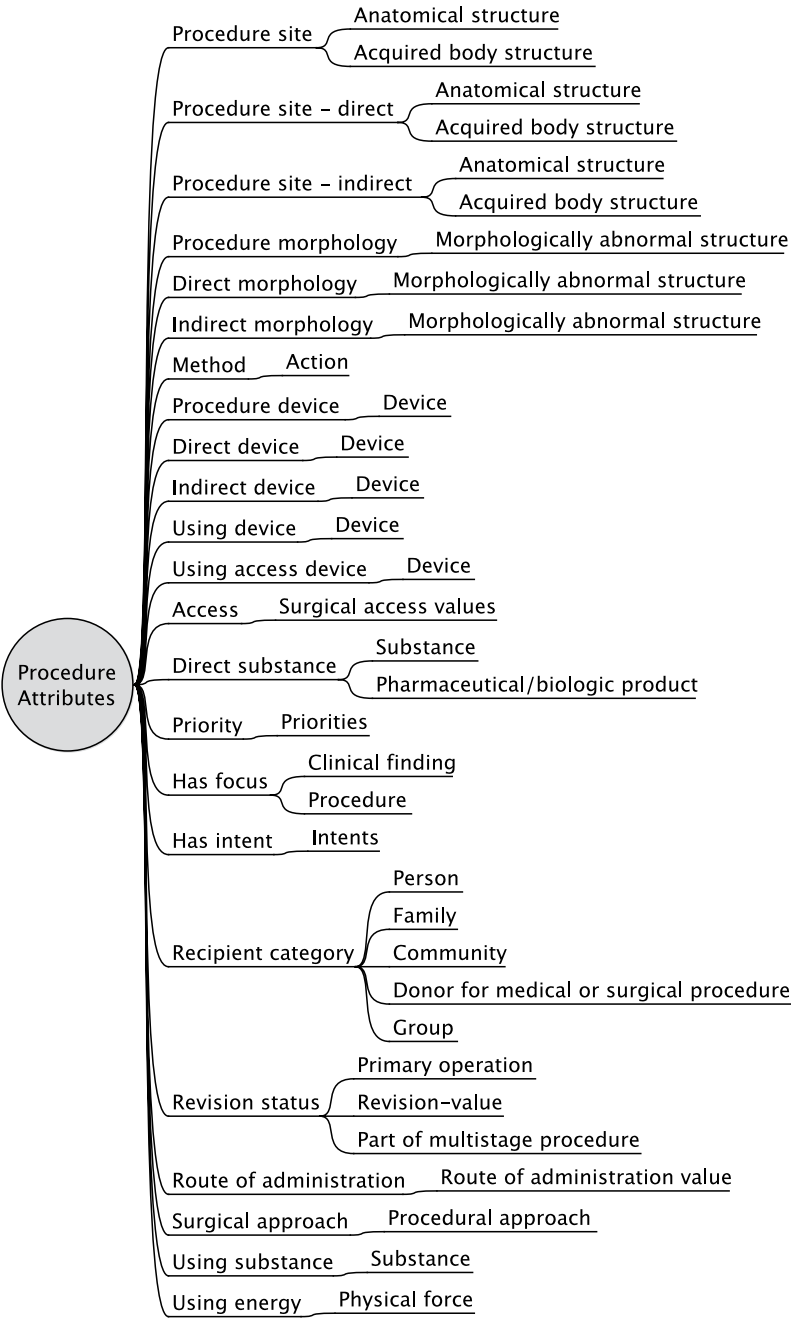 Procedure
Attributes
Procedure site
Anatomical structure
Acquired body structure
Procedure site – direct
Anatomical structure
Acquired body structure
Procedure site – indirect
Anatomical structure
Acquired body structure
Procedure morphology
Morphologically abnormal structure
Direct morphology
Morphologically abnormal structure
Indirect morphology
Morphologically abnormal structure
Method
Action
Procedure device
Device
Direct device
Device
Indirect device
Device
Using device
Device
Using access device
Device
Access
Surgical access values
Direct substance
Substance
Pharmaceutical/biologic product
Priority
Priorities
Has focus
Clinical finding
Procedure
Has intent
Intents
Recipient category
Person
Family
Community
Donor for medical or surgical procedure
Group
Revision status
Primary operation
Revision–value
Part of multistage procedure
Route of administration
Route of administration value
Surgical approach
Procedural approach
Using substance
Substance
Using energy
Physical force